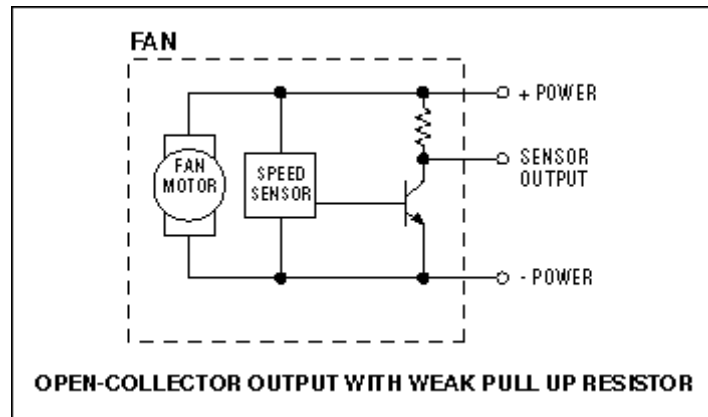 FAN
+ POWER
FAN
MOTOR
SPEED
SENSOR
SENSOR
OUTPUT
- POWER
OPEN-COLLECTOR OUTPUT WITH WEAK PULL UP RESISTOR